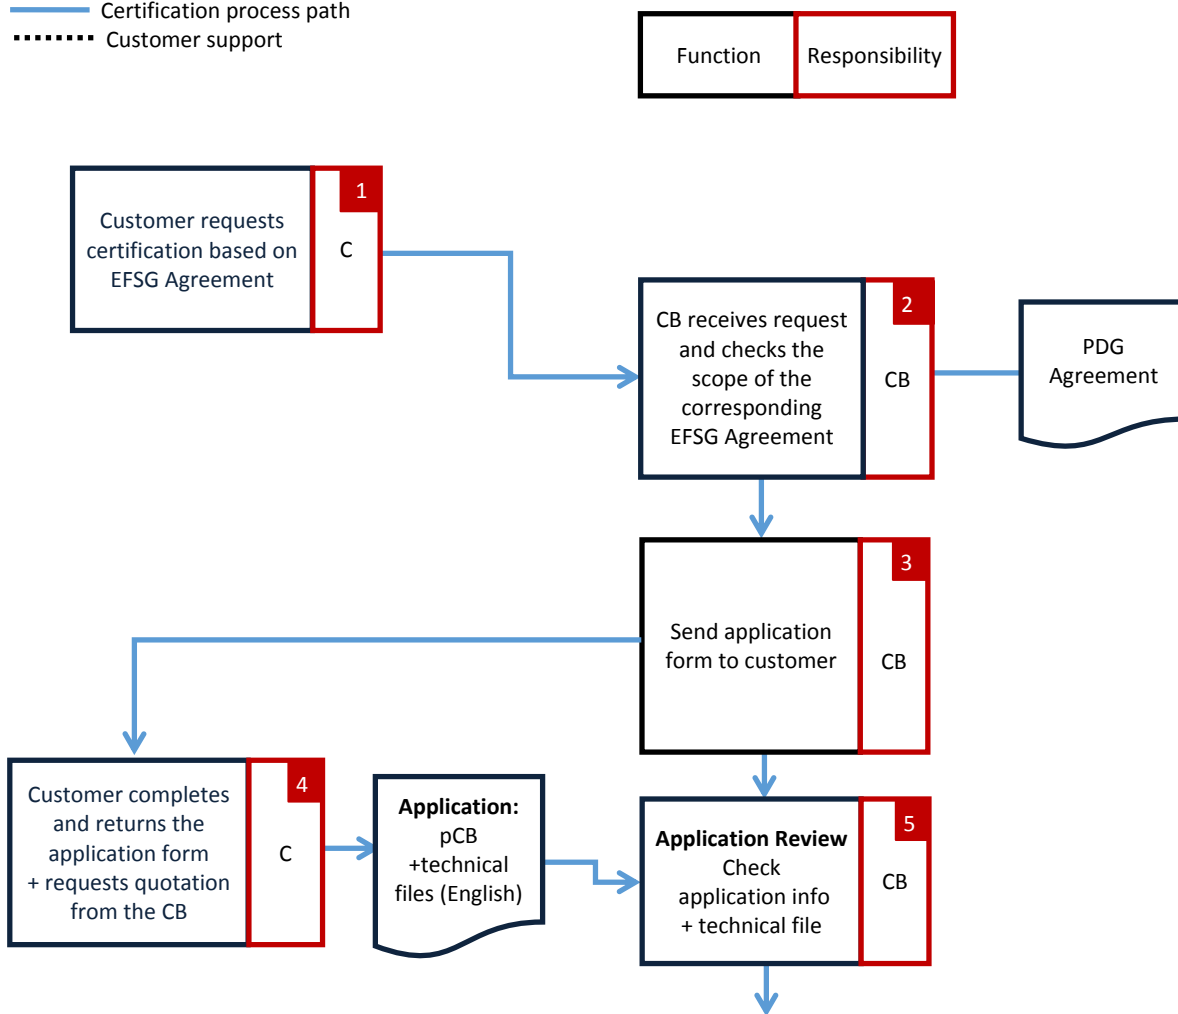 Certification process path
Customer support
Function
Responsibility
1
Customer requests
certification based on
EFSG Agreement
C
2
CB receives request
and checks the
scope of the
corresponding
EFSG Agreement
CB
PDG
Agreement
3
Send application
form to customer
CB
4
Customer completes
and returns the
application form
+ requests quotation
from the CB
C
Application:
pCB
+technical
files (English)
5
Application Review
Check
application info
+ technical file
CB